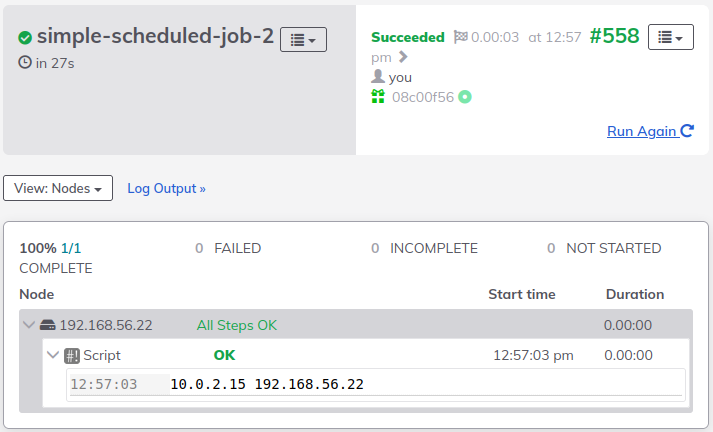 simple-scheduled-job-2
in 27s
Succeeded 0.00:03 at 12:57 pm #558
you
08c00f56
Run Again
View: Nodes
Log Output »
100% 1/1 COMPLETE 0 FAILED 0 INCOMPLETE 0 NOT STARTED
Node Start time Duration
192.168.56.22 All Steps OK 0.00:00
#! Script OK 12:57:03 pm 0.00:00
12:57:03 10.0.2.15 192.168.56.22